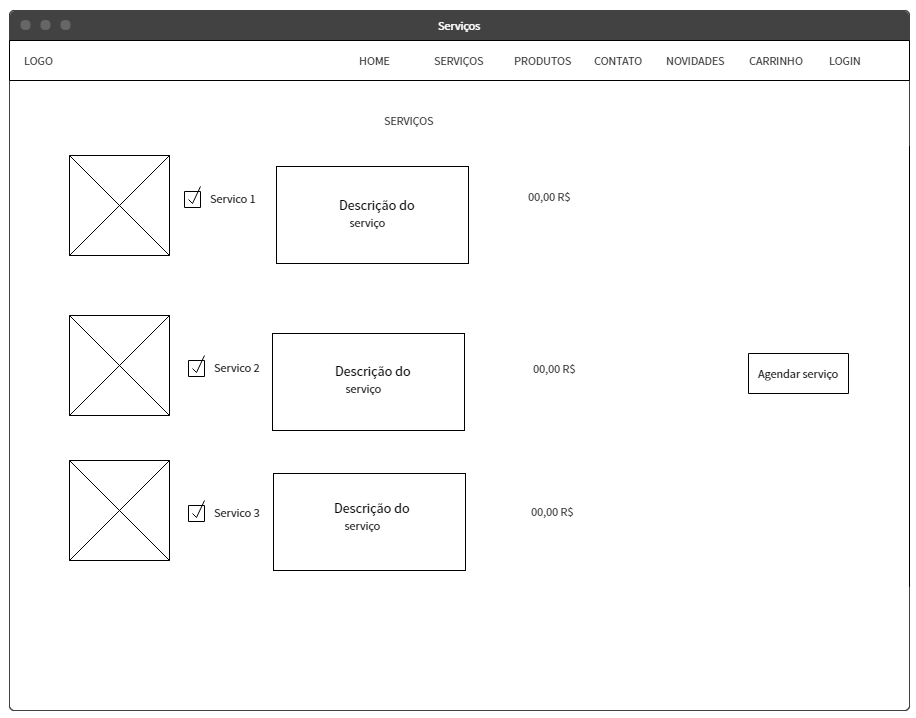 Serviços
LOGO HOME SERVIÇOS PRODUTOS CONTATO NOVIDADES CARRINHO LOGIN
SERVIÇOS
Servico 1
Descrição do
serviço
00,00 R$
Servico 2
Descrição do
serviço
00,00 R$
Agendar serviço
Servico 3
Descrição do
serviço
00,00 R$